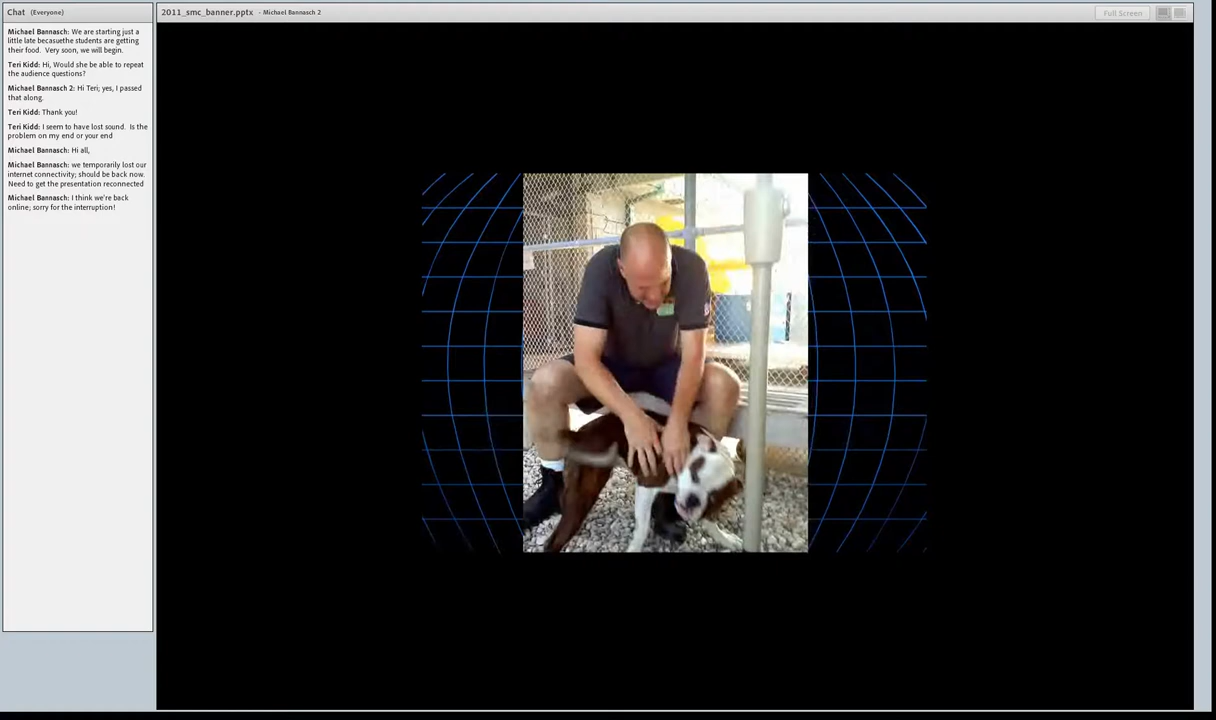 Chat (Everyone)
2011_smc_banner.pptx - Michael Bannasch 2
Full Screen
Michael Bannasch: We are starting just a
little late becasuethe students are getting
their food. Very soon, we will begin.
Teri Kidd: Hi, Would she be able to repeat
the audience questions?
Michael Bannasch 2: Hi Teri; yes, I passed
that along.
Teri Kidd: Thank you!
Teri Kidd: I seem to have lost sound. Is the
problem on my end or your end
Michael Bannasch: Hi all,
Michael Bannasch: we temporarily lost our
internet connectivity; should be back now.
Need to get the presentation reconnected
Michael Bannasch: I think we're back
online; sorry for the interruption!